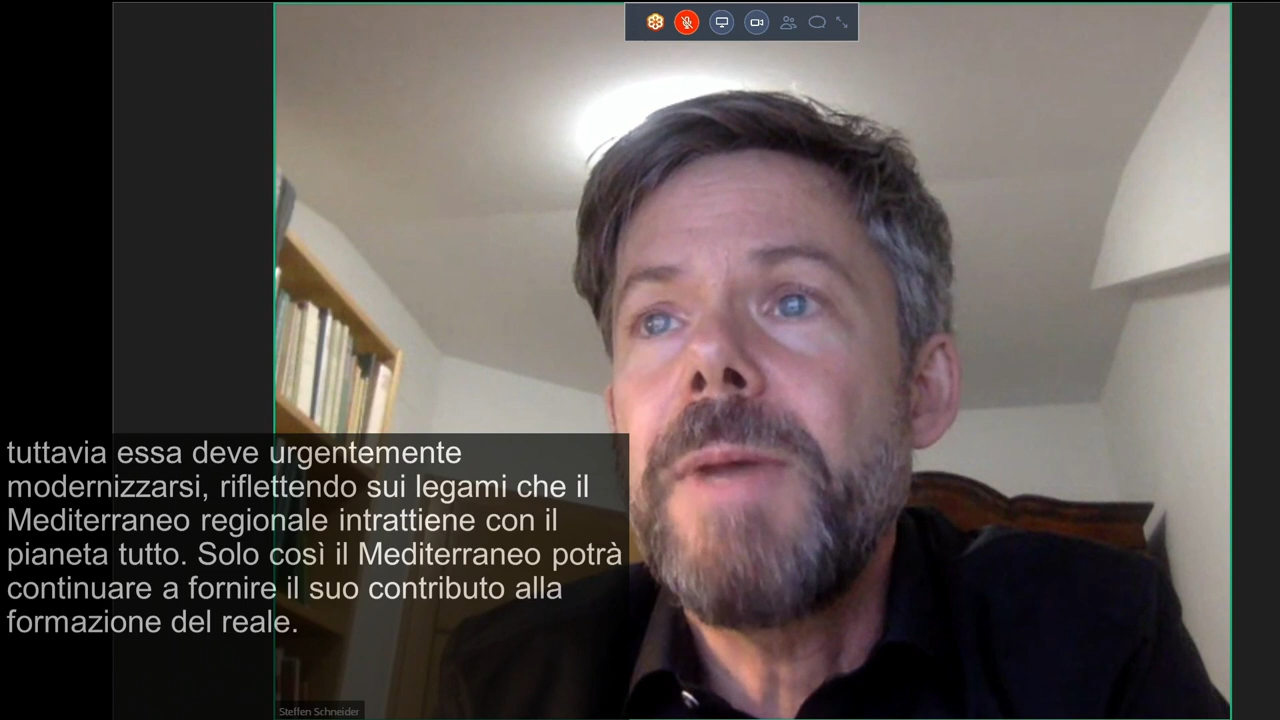 tuttavia essa deve urgentemente
modernizzarsi, riflettendo sui legami che il
Mediterraneo regionale intrattiene con il
pianeta tutto. Solo così il Mediterraneo potrà
continuare a fornire il suo contributo alla
formazione del reale.
Steffen Schneider